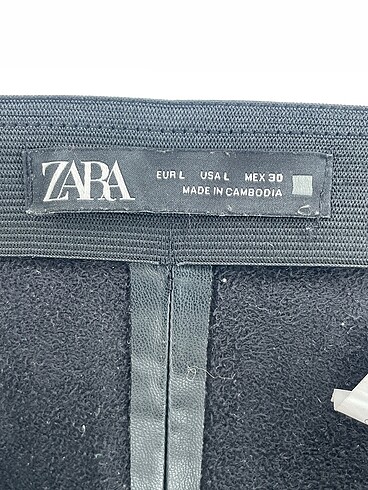 ZARA
EUR L USA L MEX 30
MADE IN CAMBODIA